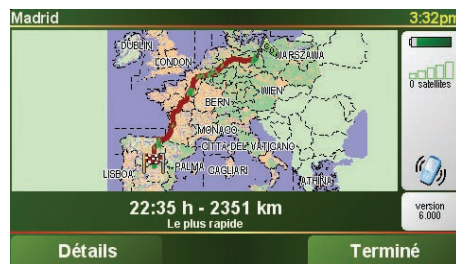 Madrid
3:32pm
DUBLIN
LONDON
WARSZAWA
WIEN
BERN
MONACO
CITTÀ DEL VATICANO
LISBOA
PALMA
CAGLIARI
ATHINA
0 satellites
22:35 h - 2351 km
Le plus rapide
version
6.000
Détails
Terminé